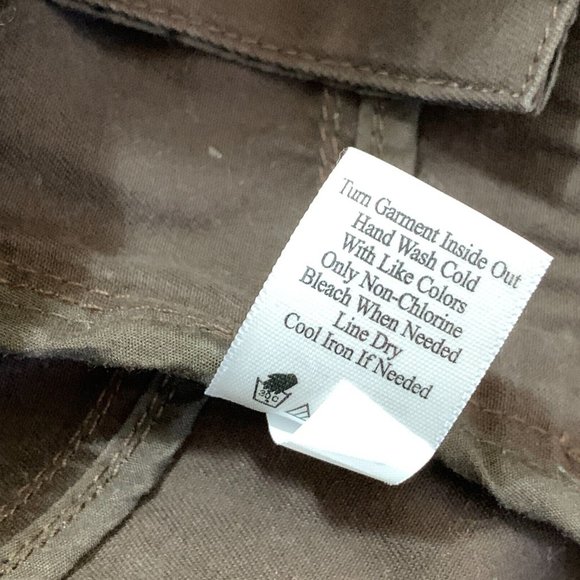 Turn Garment Inside Out
Hand Wash Cold
With Like Colors
Only Non-Chlorine
Bleach When Needed
Line Dry
Cool Iron If Needed
30c